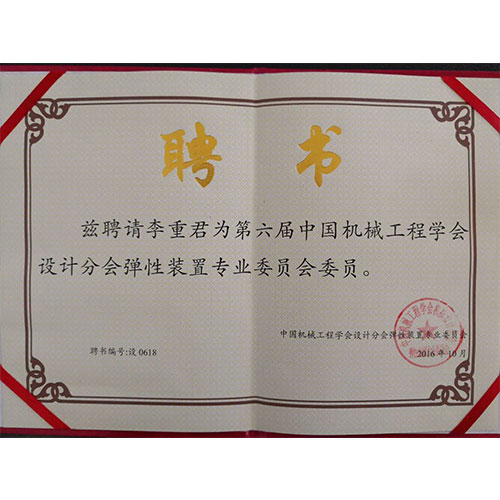 聘 书
兹聘请李重君为第六届中国机械工程学会
设计分会弹性装置专业委员会委员。
中国机械工程学会设计分会弹性装置专业委员会
聘书编号:设0618
2016年10月